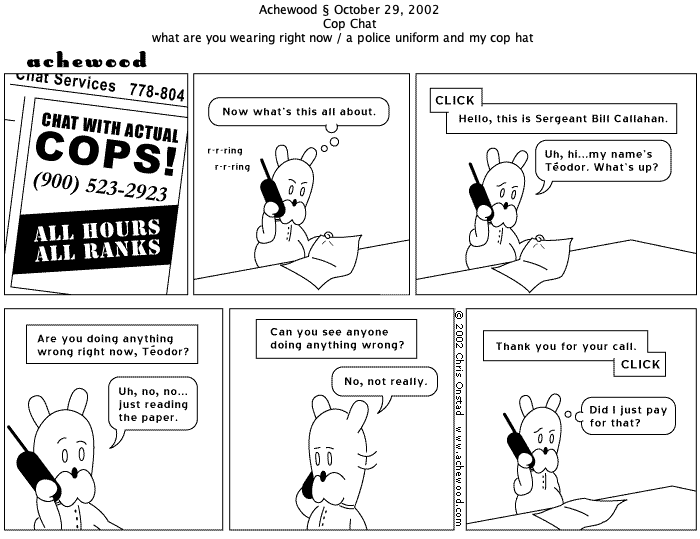 Achewood § October 29, 2002
Cop Chat
what are you wearing right now / a police uniform and my cop hat
achewood
Chat Services 778-804
CHAT WITH ACTUAL
COPS!
(900) 523-2923
ALL HOURS
ALL RANKS
Now what's this all about.
r-r-ring
r-r-ring
CLICK
Hello, this is Sergeant Bill Callahan.
Uh, hi...my name's
Téodor. What's up?
Are you doing anything
wrong right now, Téodor?
Uh, no, no...
just reading
the paper.
Can you see anyone
doing anything wrong?
No, not really.
© 2002 Chris Onstad www.achewood.com
Thank you for your call.
CLICK
Did I just pay
for that?